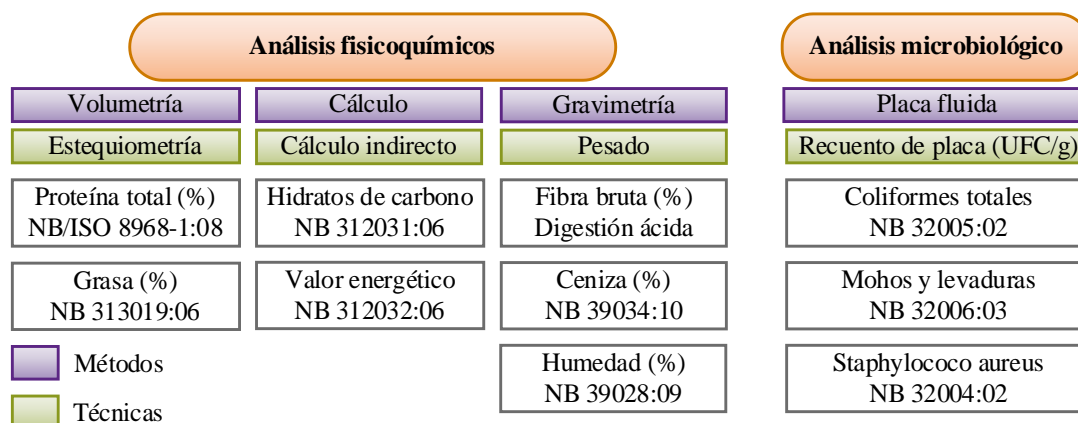 Análisis fisicoquímicos
Análisis microbiológico
Volumetría
Cálculo
Gravimetría
Placa fluida
Estequiometría
Cálculo indirecto
Pesado
Recuento de placa (UFC/g)
Proteína total (%)
NB/ISO 8968-1:08
Hidratos de carbono
NB 312031:06
Fibra bruta (%)
Digestión ácida
Coliformes totales
NB 32005:02
Grasa (%)
NB 313019:06
Valor energético
NB 312032:06
Ceniza (%)
NB 39034:10
Mohos y levaduras
NB 32006:03
Humedad (%)
NB 39028:09
Staphylococo aureus
NB 32004:02
Métodos
Técnicas